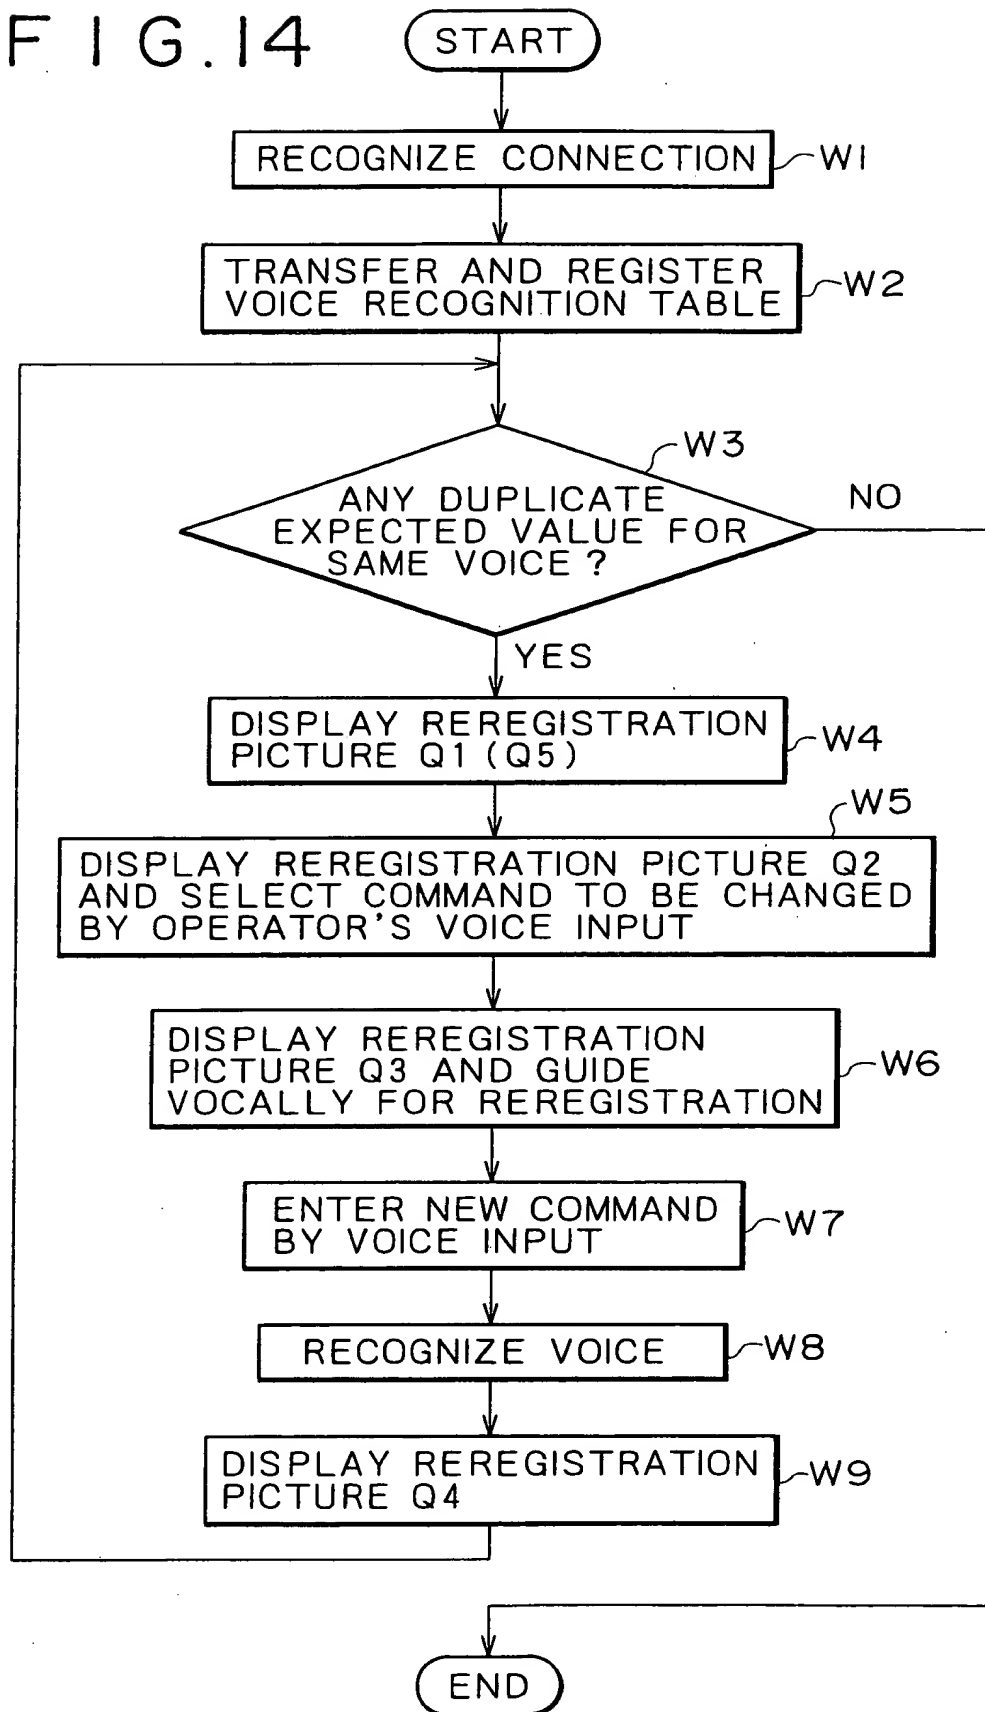 FIG.14
START
RECOGNIZE CONNECTION
W1
TRANSFER AND REGISTER
VOICE RECOGNITION TABLE
W2
W3
ANY DUPLICATE
EXPECTED VALUE FOR
SAME VOICE?
NO
YES
DISPLAY REREGISTRATION
PICTURE Q1 (Q5)
W4
W5
DISPLAY REREGISTRATION PICTURE Q2
AND SELECT COMMAND TO BE CHANGED
BY OPERATOR'S VOICE INPUT
DISPLAY REREGISTRATION
PICTURE Q3 AND GUIDE
VOCALLY FOR REREGISTRATION
W6
ENTER NEW COMMAND
BY VOICE INPUT
W7
RECOGNIZE VOICE
W8
DISPLAY REREGISTRATION
PICTURE Q4
W9
END